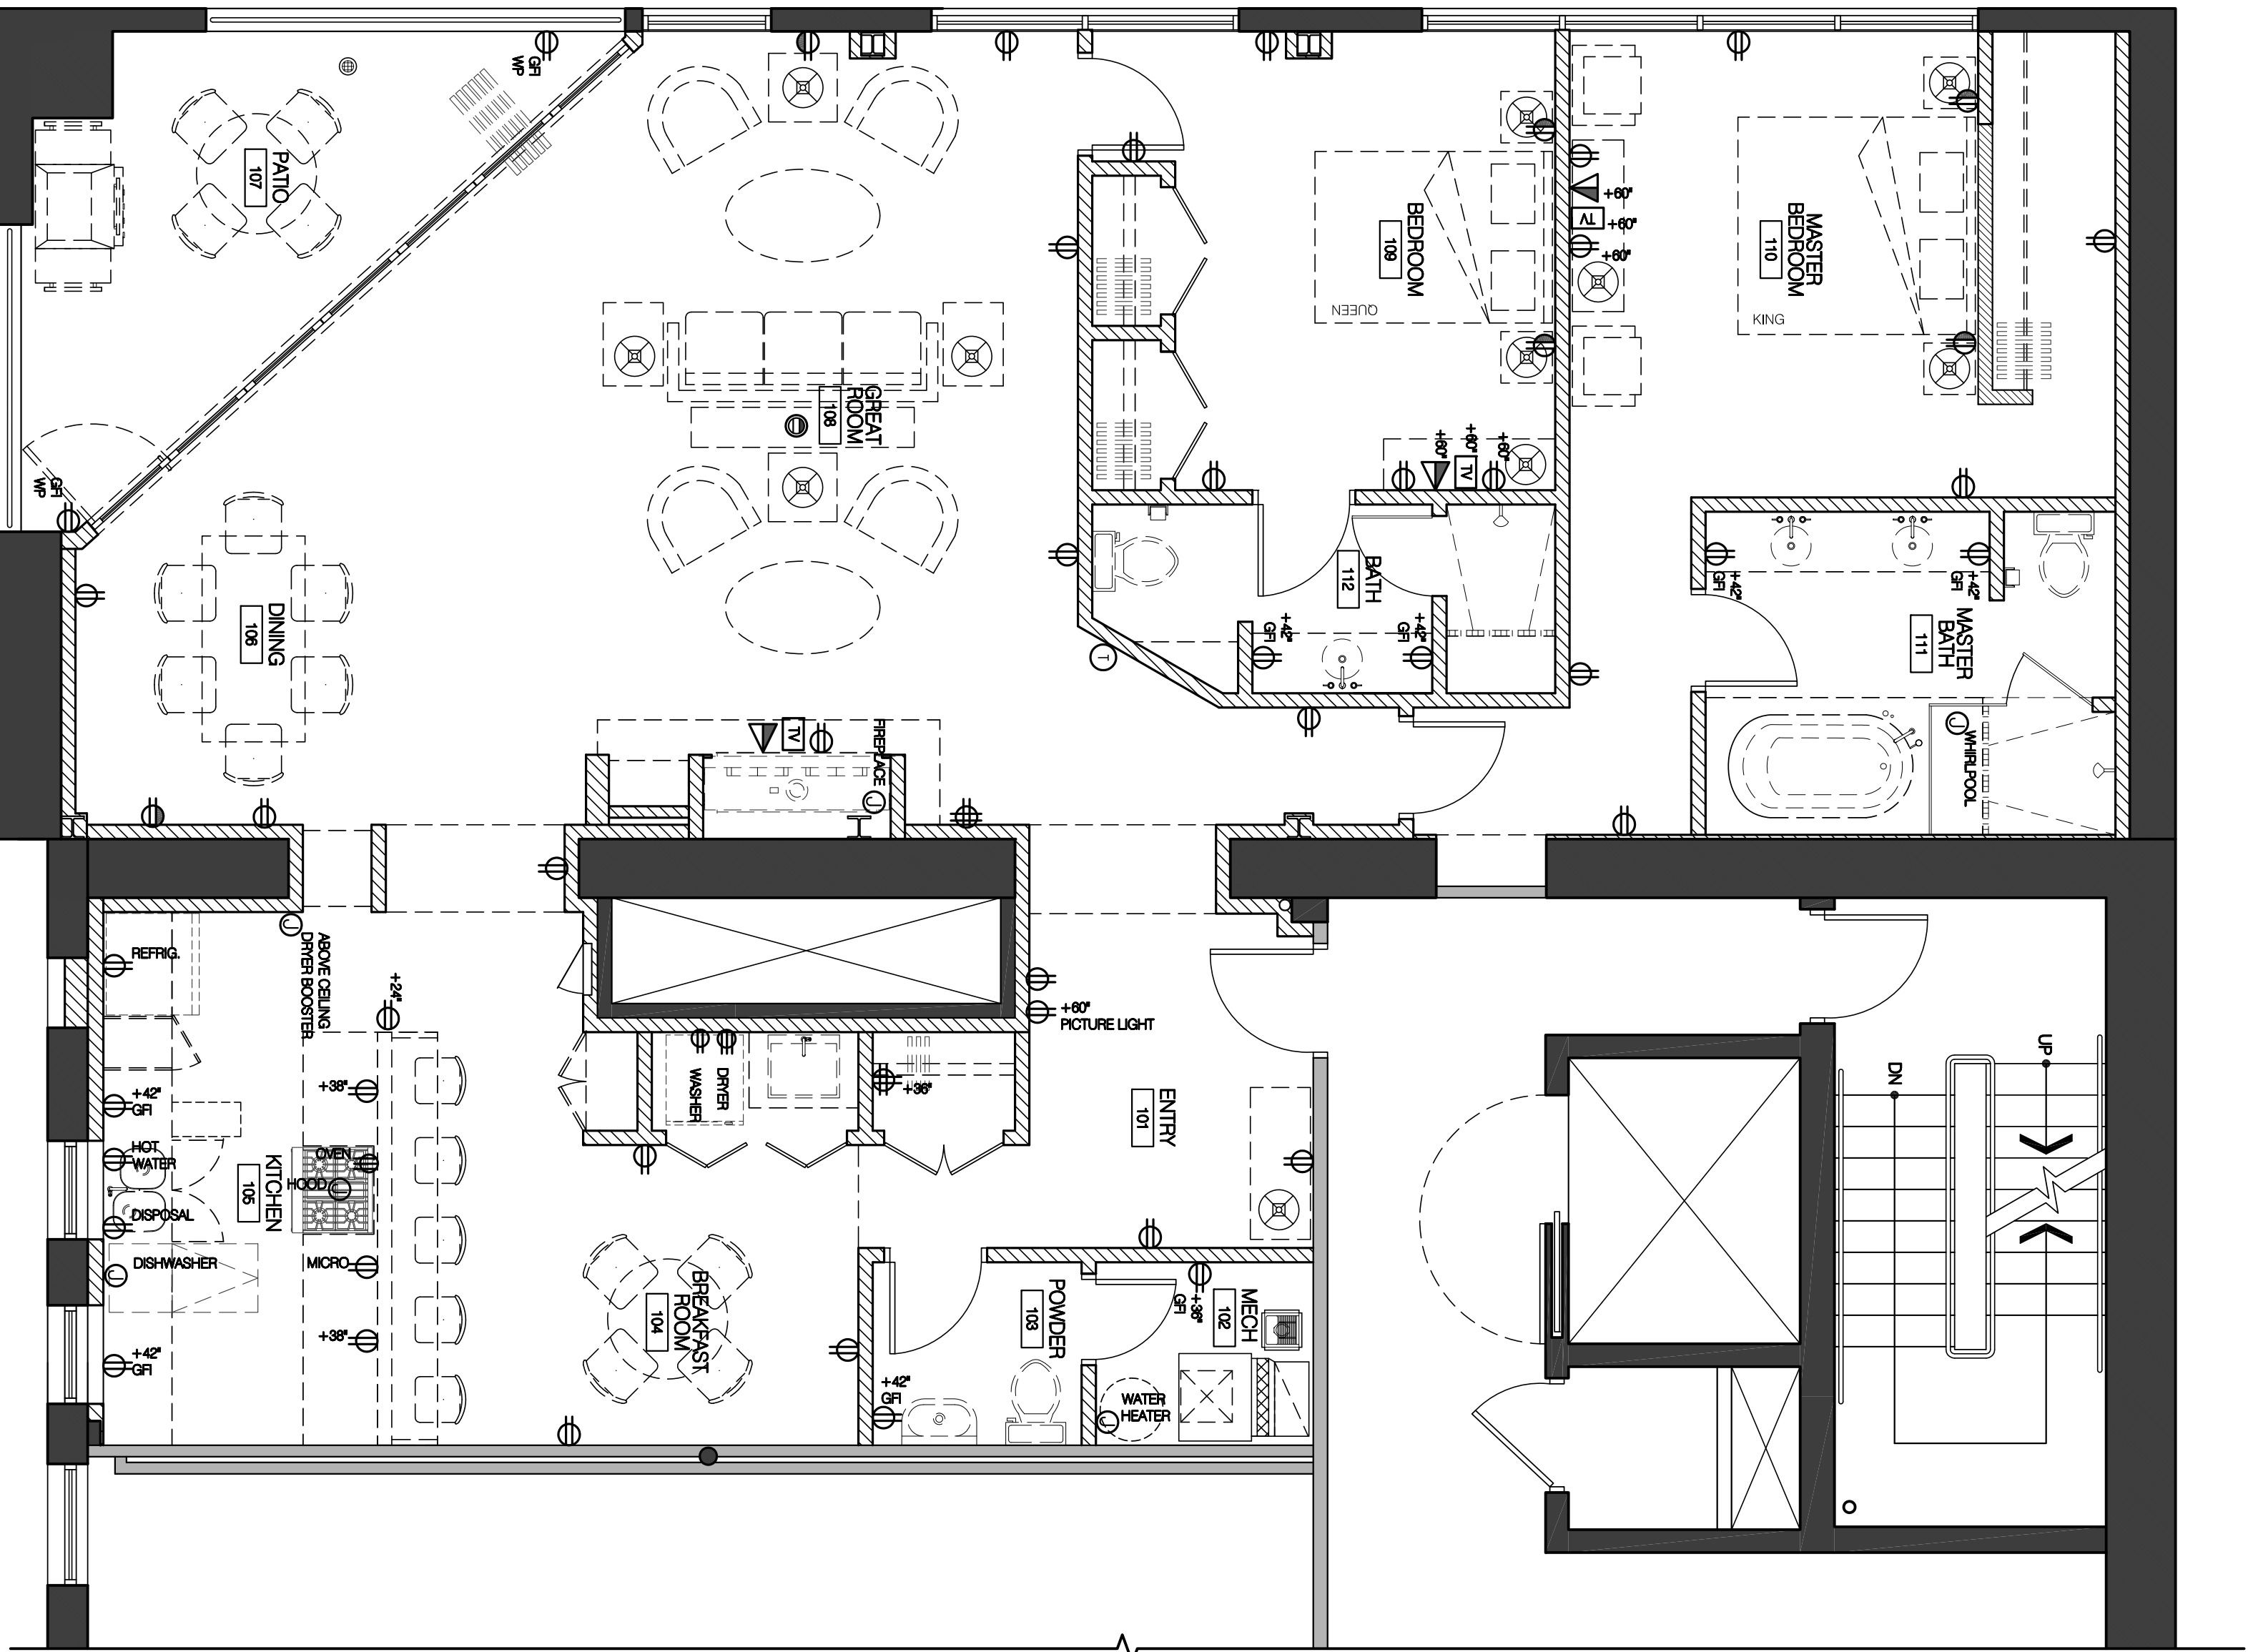 GFI
WP
PATIO
107
GREAT
ROOM
108
BEDROOM
109
QUEEN
+60"
TV
+60"
+60"
MASTER
BEDROOM
110
KING
+60"
+60"
TV
+60"
GFI
WP
DINING
106
BATH
112
+42"
GFI
+42"
GFI
T
+42"
GFI
+42"
GFI
MASTER
BATH
111
J
WHIRLPOOL
TV
FIREPLACE
J
REFRIG.
J
ABOVE CEILING
DRYER BOOSTER
+24"
+60"
PICTURE LIGHT
+38"
+42"
GFI
WASHER
DRYER
+36"
ENTRY
101
UP
DN
HOT
WATER
OVEN
HOOD
J
KITCHEN
105
DISPOSAL
DISHWASHER
J
MICRO
+38"
+42"
GFI
BREAKFAST
ROOM
104
POWDER
103
+42"
GFI
MECH
102
+36"
GFI
WATER
HEATER
J